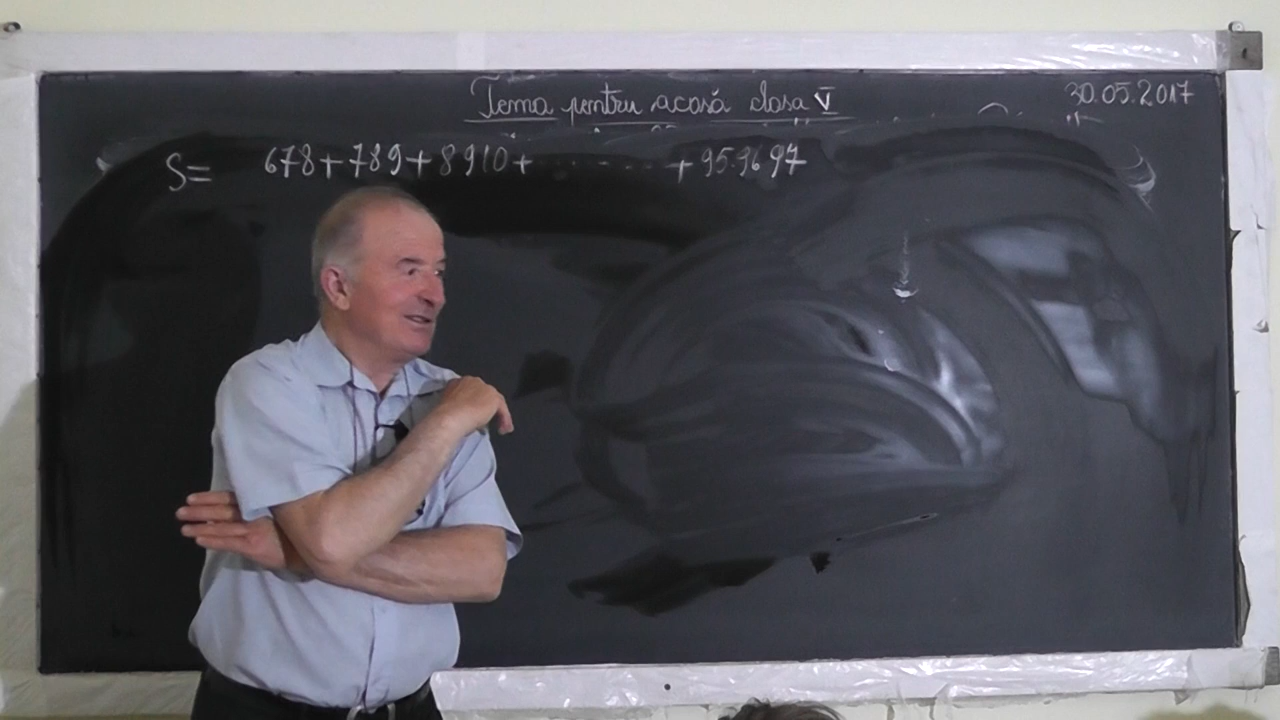 Tema pentru acasă clasa V
30.05.2017
S= 678+789+8910+.......+959697